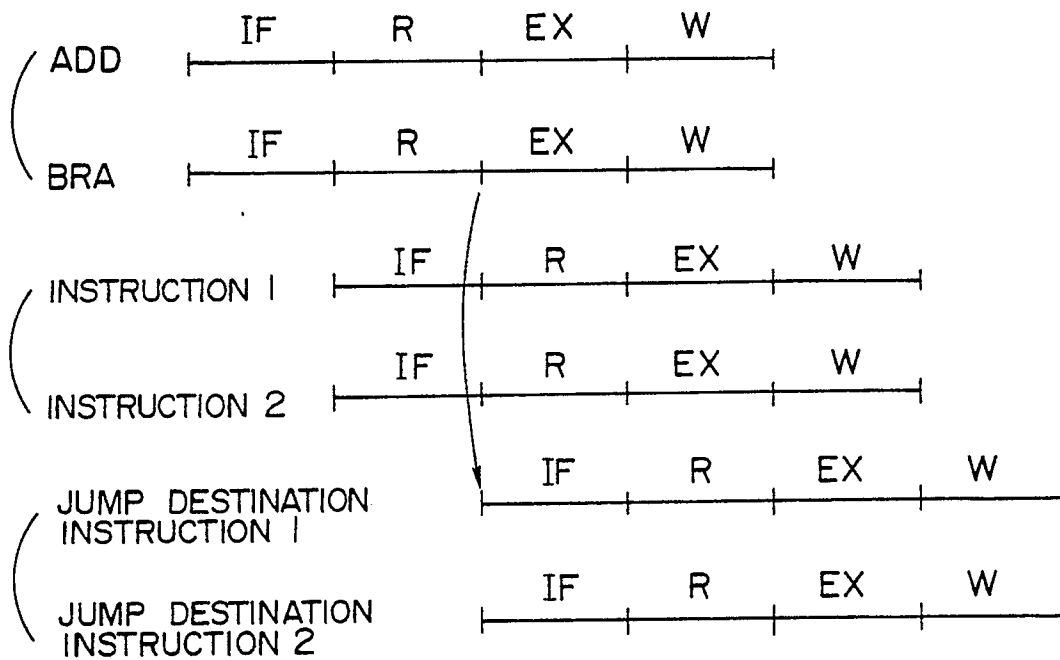 IF R EX W
ADD
IF R EX W
BRA
IF R EX W
INSTRUCTION 1
IF R EX W
INSTRUCTION 2
IF R EX W
JUMP DESTINATION
INSTRUCTION 1
IF R EX W
JUMP DESTINATION
INSTRUCTION 2